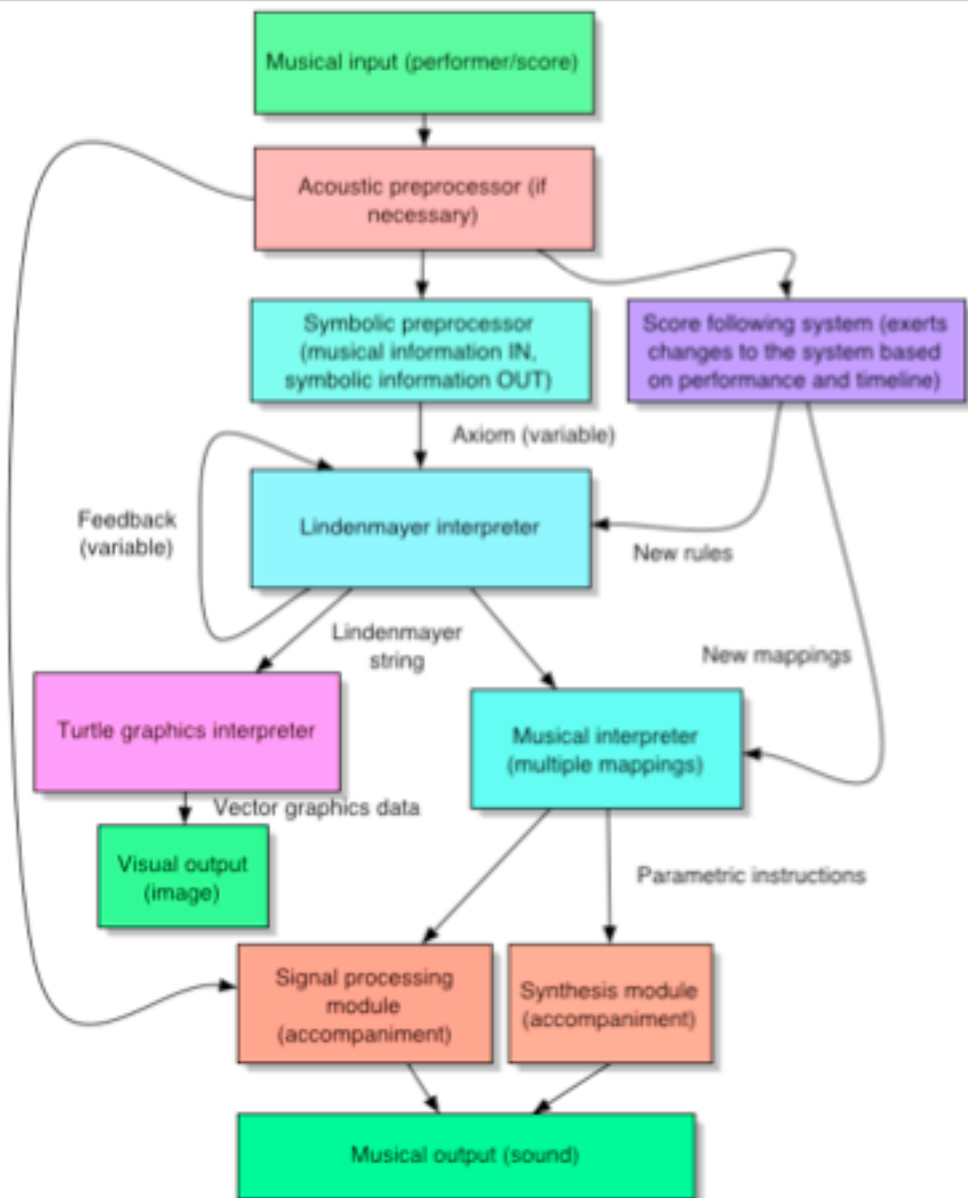 Musical input (performer/score)
Acoustic preprocessor (if
necessary)
Symbolic preprocessor
(musical information IN,
symbolic information OUT)
Score following system (exerts
changes to the system based
on performance and timeline)
Axiom (variable)
Feedback
(variable)
Lindenmayer interpreter
New rules
Lindenmayer
string
New mappings
Turtle graphics interpreter
Musical interpreter
(multiple mappings)
Vector graphics data
Visual output
(image)
Parametric instructions
Signal processing
module
(accompaniment)
Synthesis module
(accompaniment)
Musical output (sound)